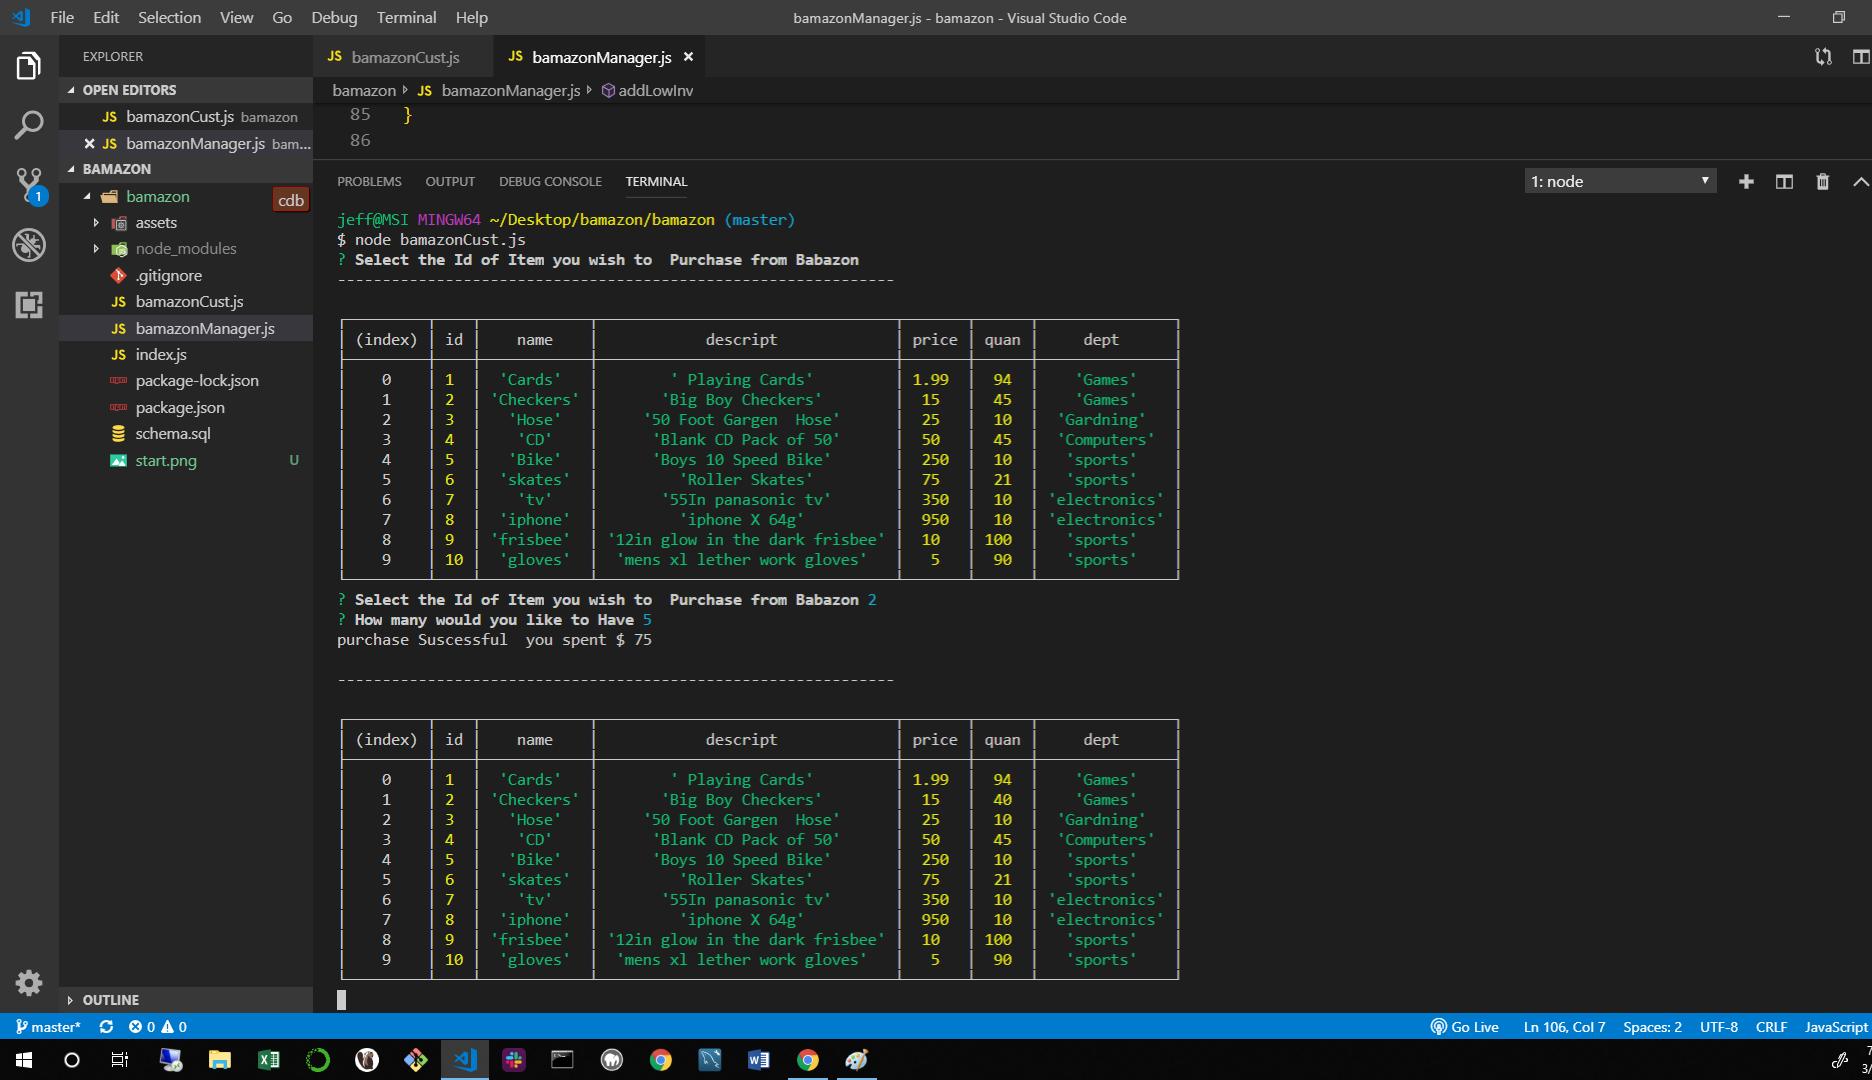 File Edit Selection View Go Debug Terminal Help
bamazonManager.js - bamazon - Visual Studio Code
EXPLORER
OPEN EDITORS
JS bamazonCust.js bamazon
JS bamazonManager.js bam...
BAMAZON
bamazon
cdb
assets
node_modules
.gitignore
JS bamazonCust.js
JS bamazonManager.js
JS index.js
package-lock.json
package.json
schema.sql
start.png U
OUTLINE
1
JS bamazonCust.js JS bamazonManager.js
bamazon JS bamazonManager.js addLowInv
85 }
86
PROBLEMS OUTPUT DEBUG CONSOLE TERMINAL
1: node
jeff@MSI MINGW64 ~/Desktop/bamazon/bamazon (master)
$ node bamazonCust.js
? Select the Id of Item you wish to  Purchase from Babazon
--------------------------------------------------------------
(index) id name descript price quan dept
0 1 'Cards' ' Playing Cards' 1.99 94 'Games'
1 2 'Checkers' 'Big Boy Checkers' 15 45 'Games'
2 3 'Hose' '50 Foot Gargen  Hose' 25 10 'Gardning'
3 4 'CD' 'Blank CD Pack of 50' 50 45 'Computers'
4 5 'Bike' 'Boys 10 Speed Bike' 250 10 'sports'
5 6 'skates' 'Roller Skates' 75 21 'sports'
6 7 'tv' '55In panasonic tv' 350 10 'electronics'
7 8 'iphone' 'iphone X 64g' 950 10 'electronics'
8 9 'frisbee' '12in glow in the dark frisbee' 10 100 'sports'
9 10 'gloves' 'mens xl lether work gloves' 5 90 'sports'
? Select the Id of Item you wish to  Purchase from Babazon 2
? How many would you like to Have 5
purchase Suscessful  you spent $ 75
--------------------------------------------------------------
(index) id name descript price quan dept
0 1 'Cards' ' Playing Cards' 1.99 94 'Games'
1 2 'Checkers' 'Big Boy Checkers' 15 40 'Games'
2 3 'Hose' '50 Foot Gargen  Hose' 25 10 'Gardning'
3 4 'CD' 'Blank CD Pack of 50' 50 45 'Computers'
4 5 'Bike' 'Boys 10 Speed Bike' 250 10 'sports'
5 6 'skates' 'Roller Skates' 75 21 'sports'
6 7 'tv' '55In panasonic tv' 350 10 'electronics'
7 8 'iphone' 'iphone X 64g' 950 10 'electronics'
8 9 'frisbee' '12in glow in the dark frisbee' 10 100 'sports'
9 10 'gloves' 'mens xl lether work gloves' 5 90 'sports'
master* 0 0 Go Live Ln 106, Col 7 Spaces: 2 UTF-8 CRLF JavaScript